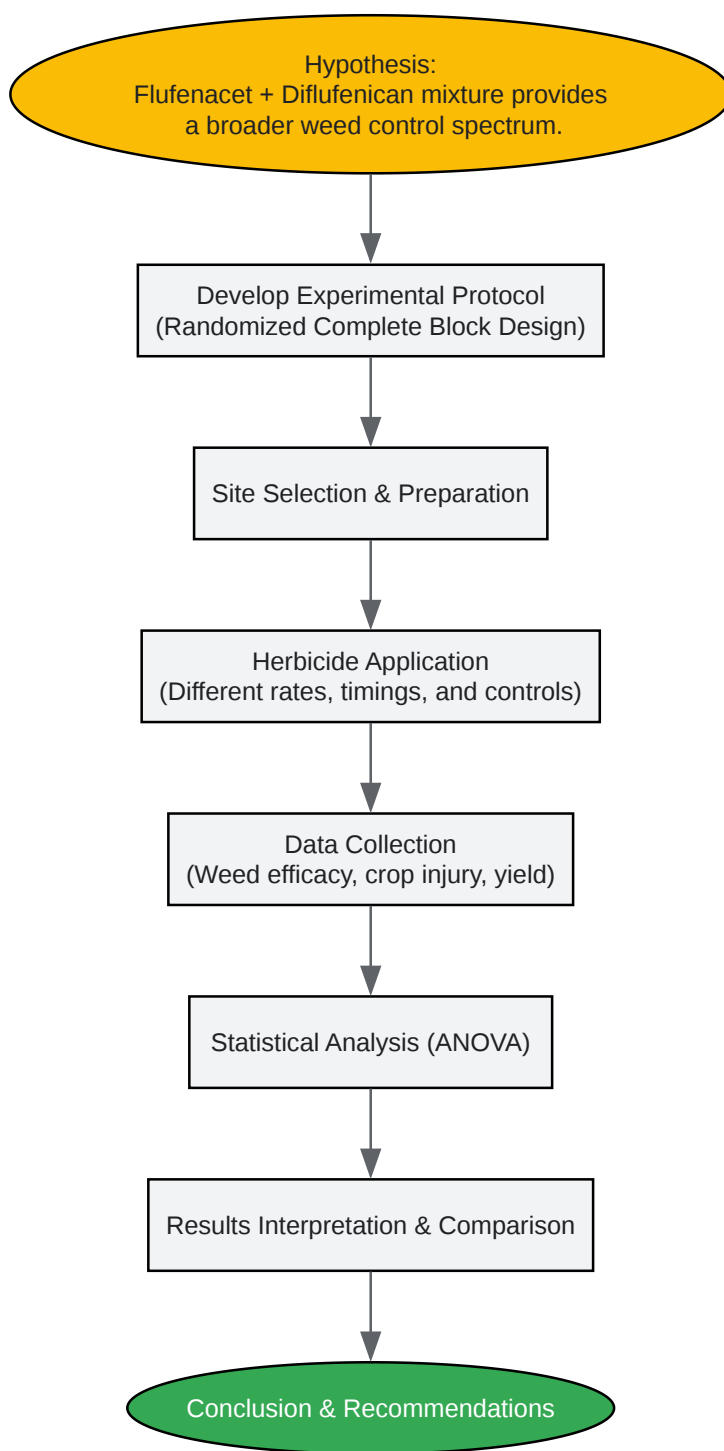 Hypothesis:
Flufenacet + Diflufenican mixture provides
a broader weed control spectrum.
Develop Experimental Protocol
(Randomized Complete Block Design)
Site Selection & Preparation
Herbicide Application
(Different rates, timings, and controls)
Data Collection
(Weed efficacy, crop injury, yield)
Statistical Analysis (ANOVA)
Results Interpretation & Comparison
Conclusion & Recommendations